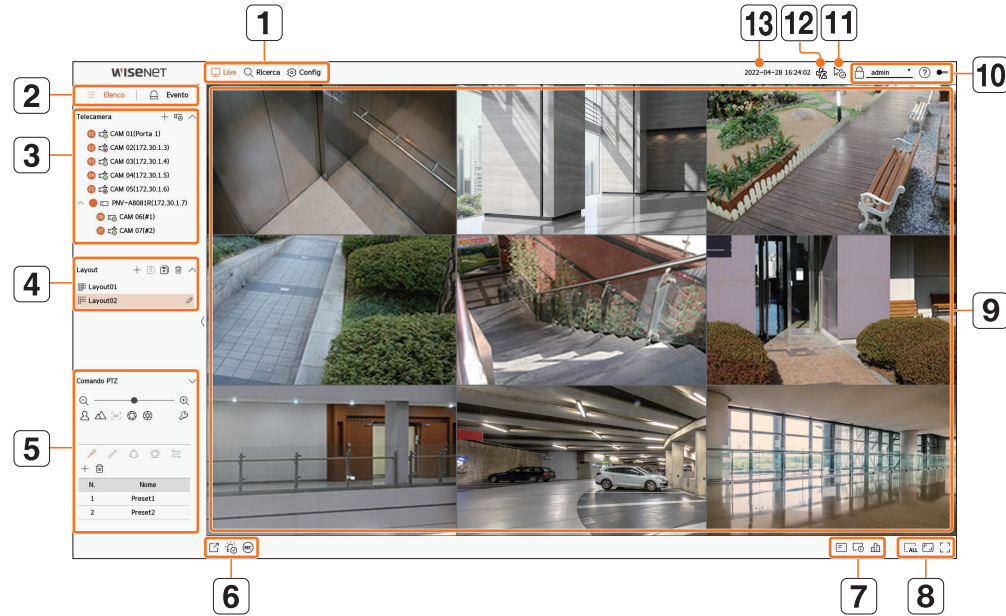 13 12 11
1
WISENET
Live Ricerca Config
2022-04-28 16:24:02
admin
10
2
Elenco Evento
Telecamera
CAM 01(Porta 1)
CAM 02(172.30.1.3)
3
CAM 03(172.30.1.4)
CAM 04(172.30.1.5)
CAM 05(172.30.1.6)
PNV-A8081R(172.30.1.7)
CAM 06(#1)
CAM 07(#2)
Layout
4
Layout01
Layout02
9
Comando PTZ
AF
5
N. Nome
1 Preset1
2 Preset2
REC
ALL
6
7
8